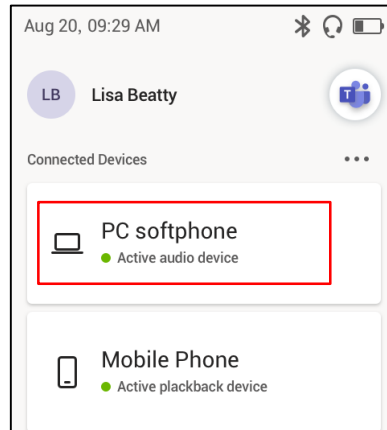 Aug 20, 09:29 AM
LB Lisa Beatty
Connected Devices
PC softphone
Active audio device
Mobile Phone
Active plackback device